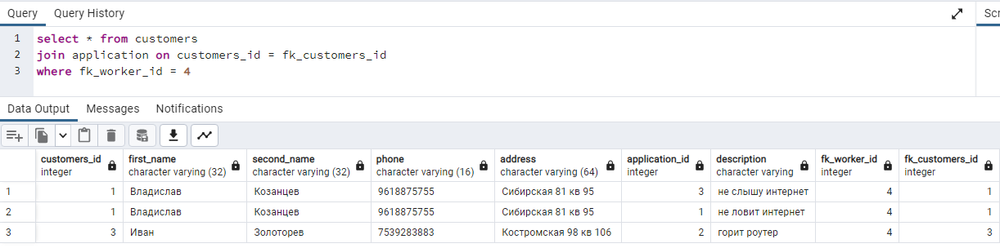 Query Query History Scr
1 select * from customers
2 join application on customers_id = fk_customers_id
3 where fk_worker_id = 4
Data Output Messages Notifications
customers_id first_name second_name phone address application_id description fk_worker_id fk_customers_id
integer character varying (32) character varying (32) character varying (16) character varying (64) integer character varying integer integer
1 1 Владислав Козанцев 9618875755 Сибирская 81 кв 95 3 не слышу интернет 4 1
2 1 Владислав Козанцев 9618875755 Сибирская 81 кв 95 1 не ловит интернет 4 1
3 3 Иван Золоторев 7539283883 Костромская 98 кв 106 2 горит роутер 4 3